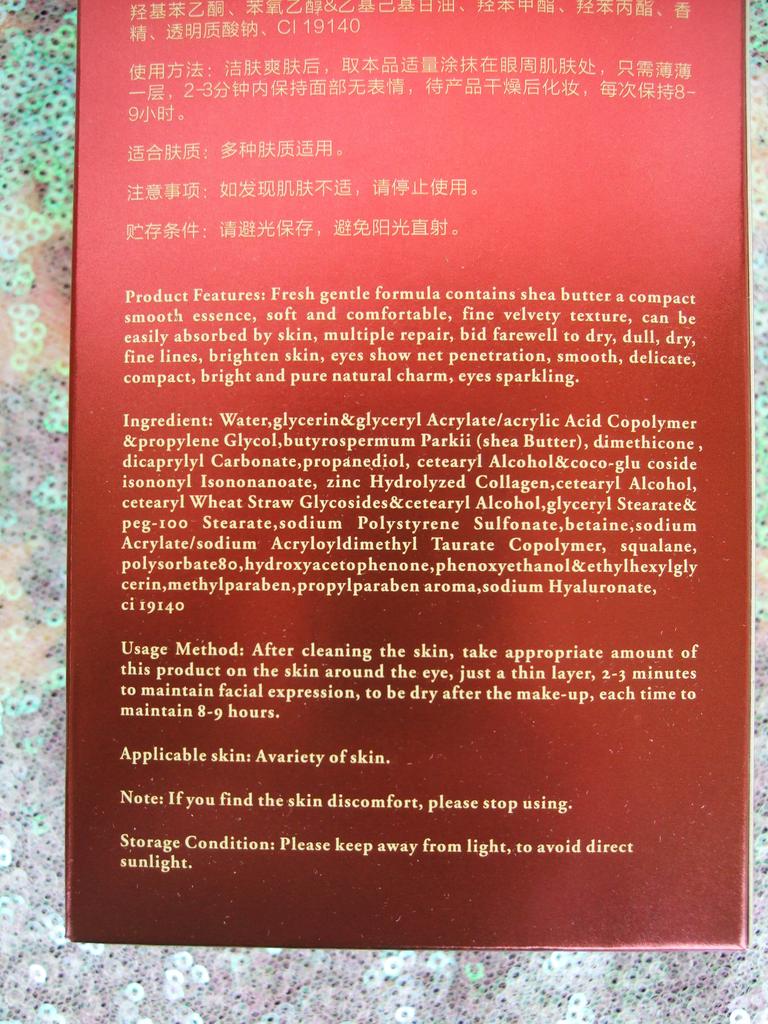 羟基苯乙酮、苯氧乙醇&乙基己基甘油、羟苯甲酯、羟苯丙酯、香
精、透明质酸钠、CI 19140
使用方法：洁肤爽肤后，取本品适量涂抹在眼周肌肤处，只需薄薄
一层，2-3分钟内保持面部无表情，待产品干燥后化妆，每次保持8-
9小时。
适合肤质：多种肤质适用。
注意事项：如发现肌肤不适，请停止使用。
贮存条件：请避光保存，避免阳光直射。
Product Features: Fresh gentle formula contains shea butter a compact
smooth essence, soft and comfortable, fine velvety texture, can be
easily absorbed by skin, multiple repair, bid farewell to dry, dull, dry,
fine lines, brighten skin, eyes show net penetration, smooth, delicate,
compact, bright and pure natural charm, eyes sparkling.
Ingredient: Water,glycerin&glyceryl Acrylate/acrylic Acid Copolymer
&propylene Glycol,butyrospermum Parkii (shea Butter), dimethicone ,
dicaprylyl Carbonate,propanediol, cetearyl Alcohol&coco-glu coside
isononyl Isononanoate, zinc Hydrolyzed Collagen,cetearyl Alcohol,
cetearyl Wheat Straw Glycosides&cetearyl Alcohol,glyceryl Stearate&
peg-100 Stearate,sodium Polystyrene Sulfonate,betaine,sodium
Acrylate/sodium Acryloyldimethyl Taurate Copolymer, squalane,
polysorbate80,hydroxyacetophenone,phenoxyethanol&ethylhexylgly
cerin,methylparaben,propylparaben aroma,sodium Hyaluronate,
ci 19140
Usage Method: After cleaning the skin, take appropriate amount of
this product on the skin around the eye, just a thin layer, 2-3 minutes
to maintain facial expression, to be dry after the make-up, each time to
maintain 8-9 hours.
Applicable skin: Avariety of skin.
Note: If you find the skin discomfort, please stop using.
Storage Condition: Please keep away from light, to avoid direct
sunlight.